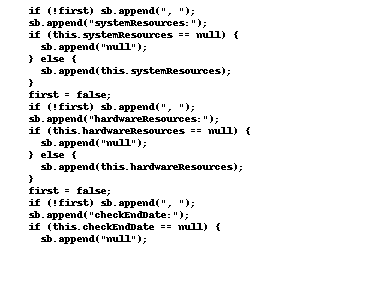 if (!first) sb.append(", ");
sb.append("systemResources:");
if (this.systemResources == null) {
  sb.append("null");
} else {
  sb.append(this.systemResources);
}
first = false;
if (!first) sb.append(", ");
sb.append("hardwareResources:");
if (this.hardwareResources == null) {
  sb.append("null");
} else {
  sb.append(this.hardwareResources);
}
first = false;
if (!first) sb.append(", ");
sb.append("checkEndDate:");
if (this.checkEndDate == null) {
  sb.append("null");